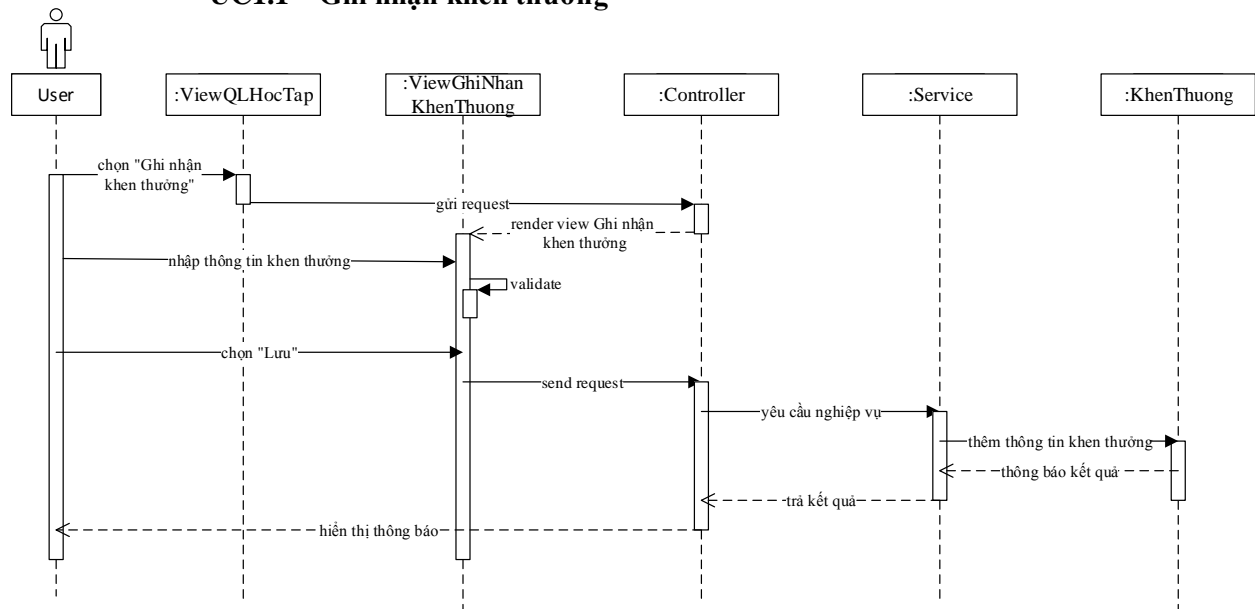 UC1.1 Ghi nhận khen thưởng
User
:ViewQLHocTap
:ViewGhiNhan
KhenThuong
:Controller
:Service
:KhenThuong
chọn "Ghi nhận
khen thưởng"
gửi request
render view Ghi nhận
khen thưởng
nhập thông tin khen thưởng
validate
chọn "Lưu"
send request
yêu cầu nghiệp vụ
thêm thông tin khen thưởng
thông báo kết quả
trả kết quả
hiển thị thông báo